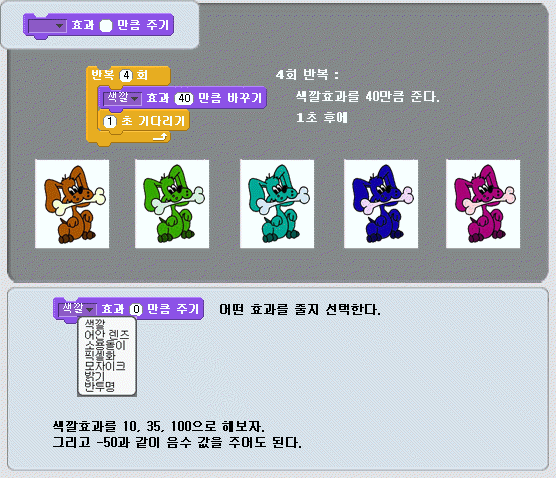 효과 만큼 주기
반복 4 회
색깔 효과 40 만큼 바꾸기
1 초 기다리기
4회 반복 :
색깔효과를 40만큼 준다.
1초 후에
색깔 효과 0 만큼 주기
어떤 효과를 줄지 선택한다.
색깔
어안 렌즈
소용돌이
픽셀화
모자이크
밝기
반투명
색깔효과를 10, 35, 100으로 해보자.
그리고 -50과 같이 음수 값을 주어도 된다.